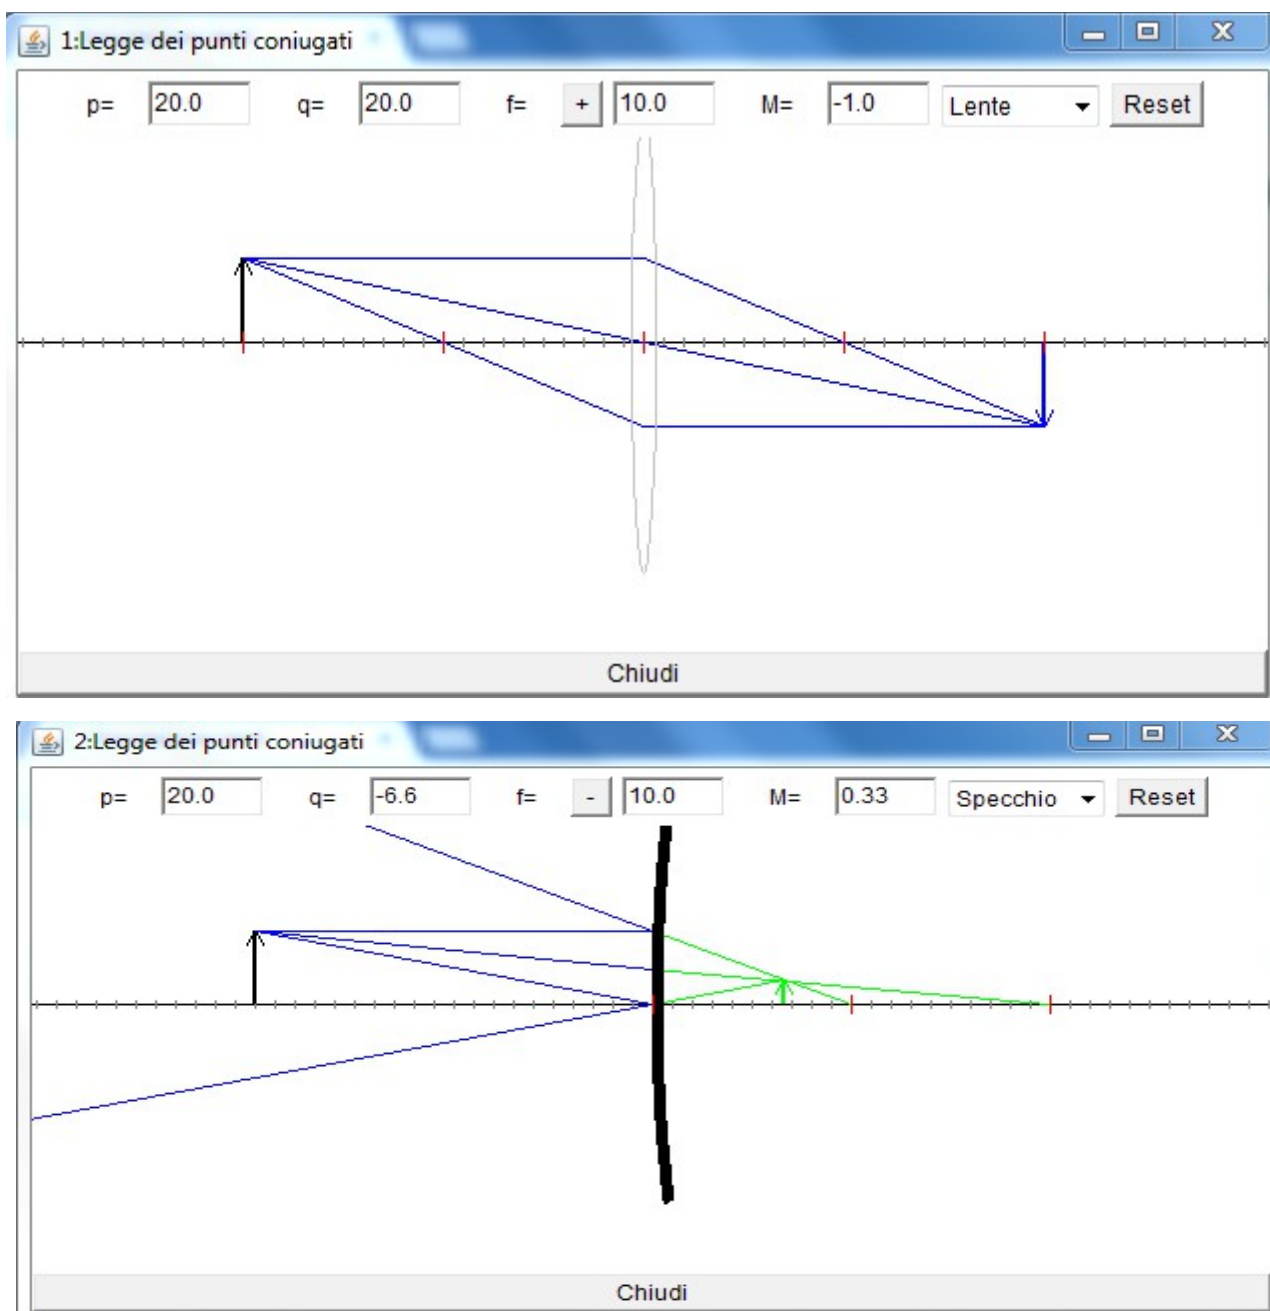 1:Legge dei punti coniugati
p= 20.0 q= 20.0 f= + 10.0 M= -1.0 Lente Reset
Chiudi
2:Legge dei punti coniugati
p= 20.0 q= -6.6 f= - 10.0 M= 0.33 Specchio Reset
Chiudi